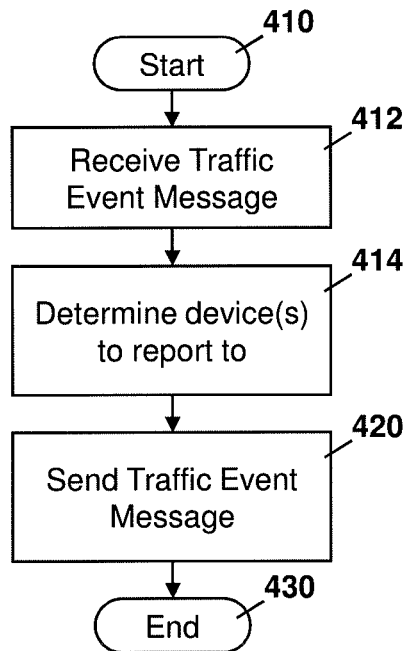 410
Start
412
Receive Traffic
Event Message
414
Determine device(s)
to report to
420
Send Traffic Event
Message
430
End